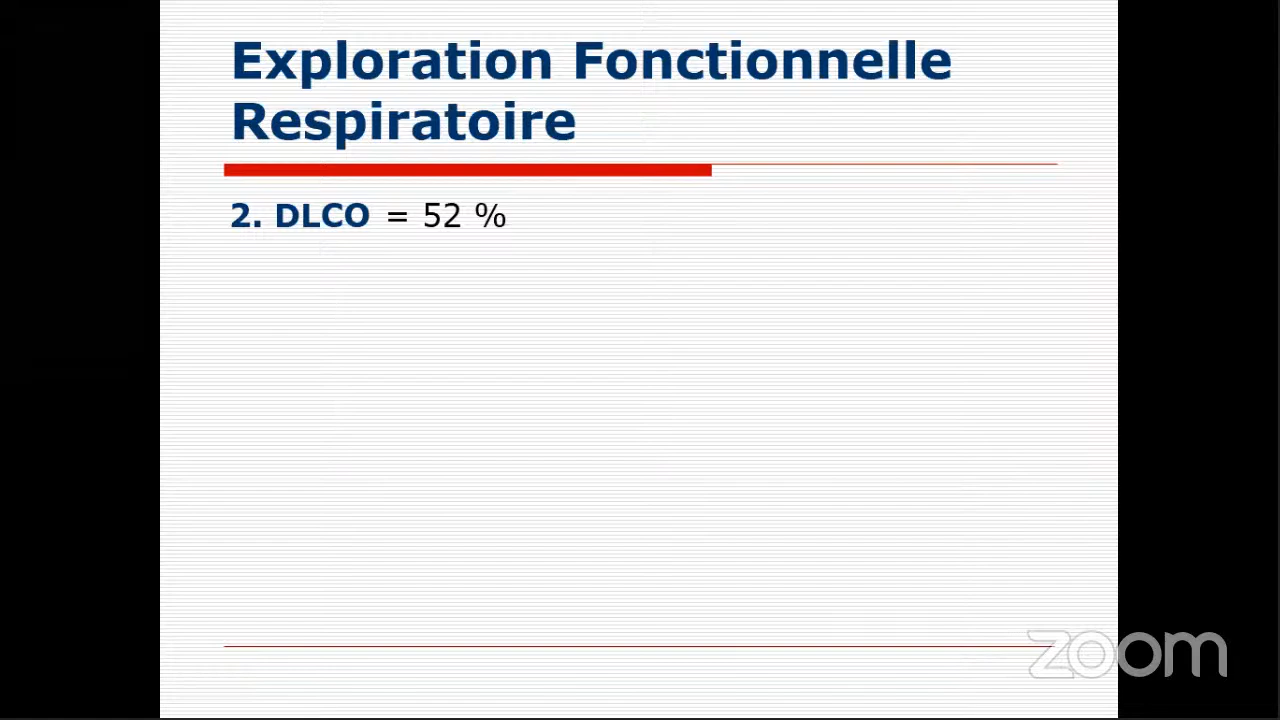 Exploration Fonctionnelle
Respiratoire
2. DLCO = 52 %
zoom